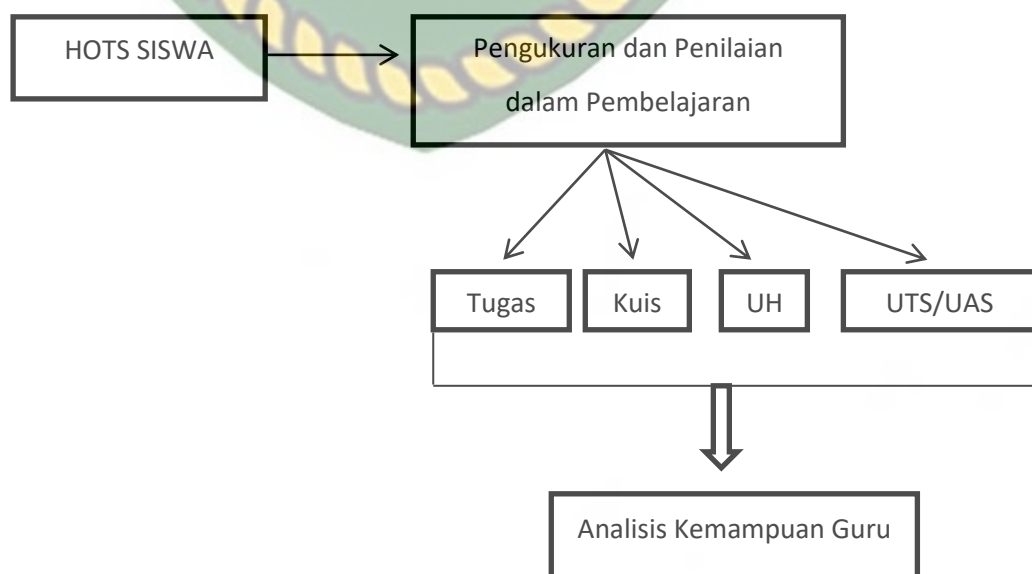 HOTS SISWA
Pengukuran dan Penilaian
dalam Pembelajaran
Tugas
Kuis
UH
UTS/UAS
Analisis Kemampuan Guru